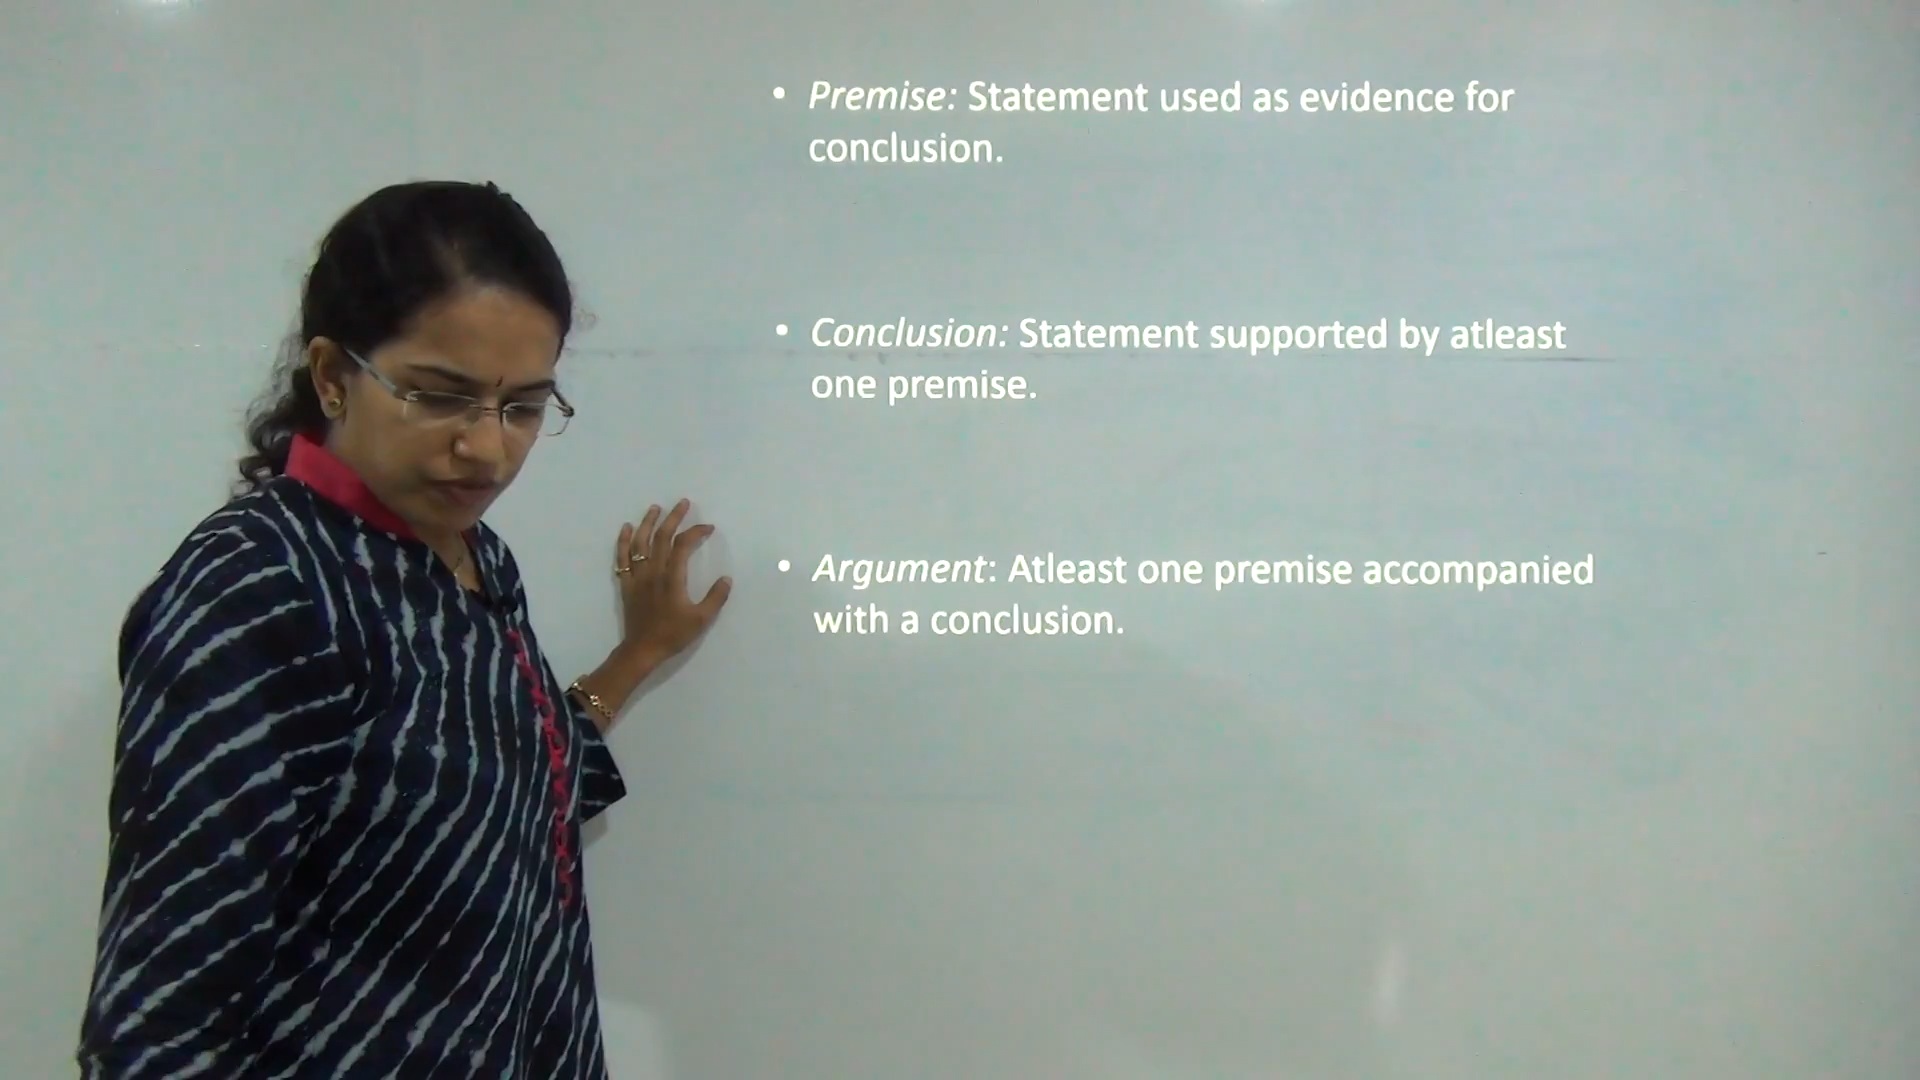 • Premise: Statement used as evidence for
conclusion.
• Conclusion: Statement supported by atleast
one premise.
• Argument: Atleast one premise accompanied
with a conclusion.